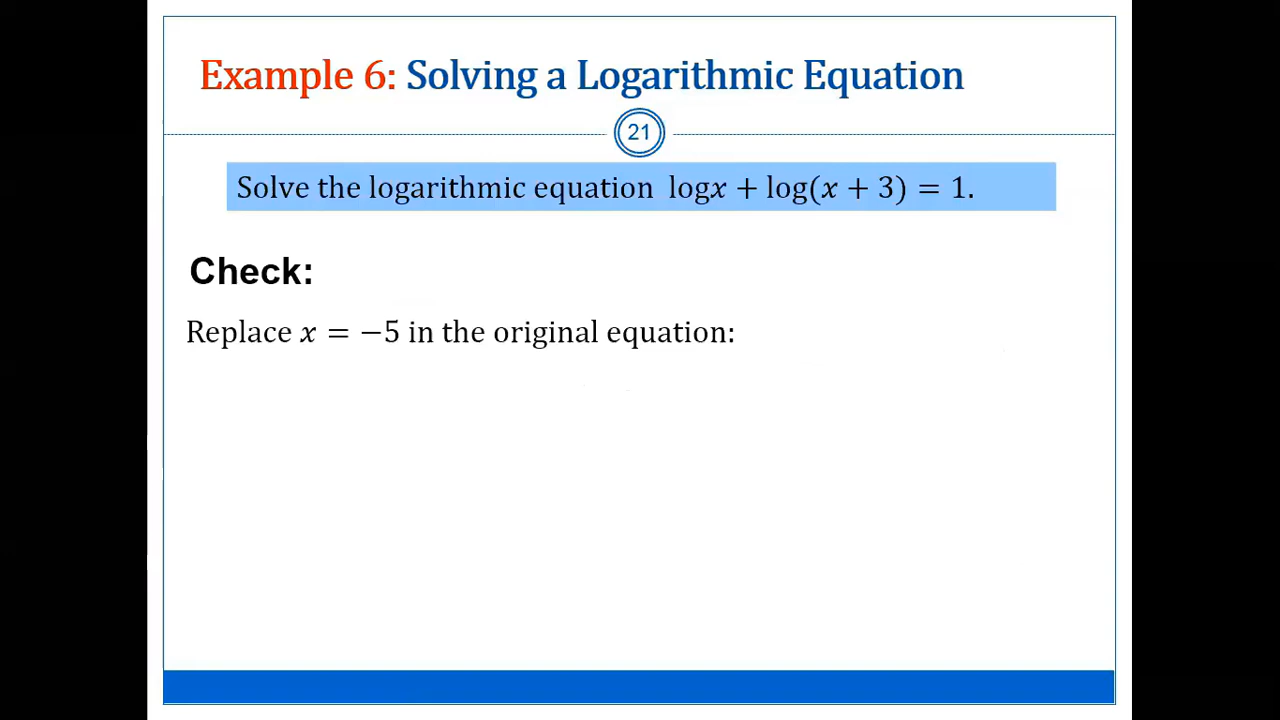 Example 6: Solving a Logarithmic Equation
21
Solve the logarithmic equation logx + log(x + 3) = 1.
Check:
Replace x = −5 in the original equation: